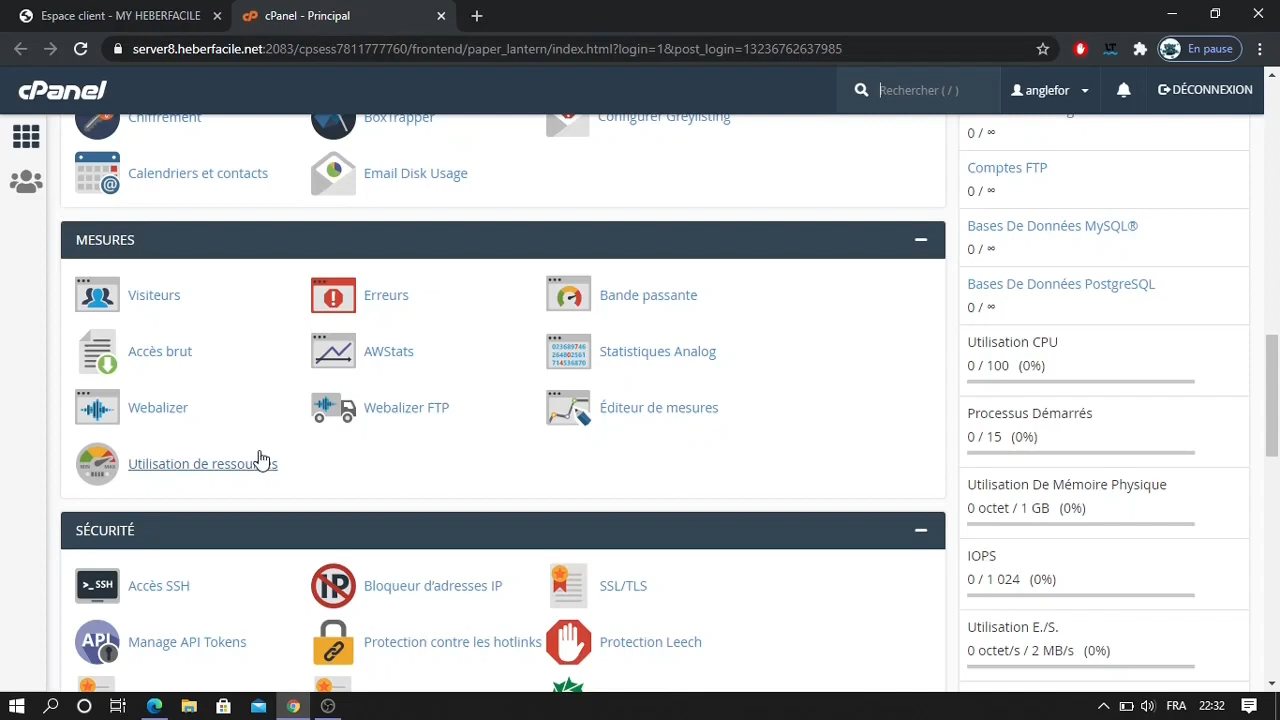 Espace client - MY HEBERFACILE
cPanel - Principal
server8.heberfacile.net:2083/cpsess7811777760/frontend/paper_lantern/index.html?login=1&post_login=13236762637985
En pause
cPanel
Rechercher ( / )
anglefor
DÉCONNEXION
Chiffrement
BoxTrapper
Configurer Greylisting
Calendriers et contacts
Email Disk Usage
MESURES
Visiteurs
Erreurs
Bande passante
Accès brut
AWStats
Statistiques Analog
Webalizer
Webalizer FTP
Éditeur de mesures
Utilisation de ressources
SÉCURITÉ
>_SSH
Accès SSH
IP
Bloqueur d'adresses IP
SSL/TLS
API
Manage API Tokens
Protection contre les hotlinks
Protection Leech
0 / ∞
Comptes FTP
0 / ∞
Bases De Données MySQL®
0 / ∞
Bases De Données PostgreSQL
0 / ∞
Utilisation CPU
0 / 100 (0%)
Processus Démarrés
0 / 15 (0%)
Utilisation De Mémoire Physique
0 octet / 1 GB (0%)
IOPS
0 / 1 024 (0%)
Utilisation E./S.
0 octet/s / 2 MB/s (0%)
FRA
22:32